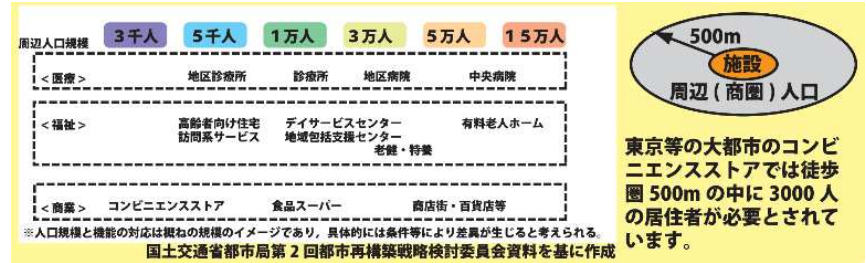 周辺人口規模 3千人 5千人 1万人 3万人 5万人 15万人
<医療> 地区診療所 診療所 地区病院 中央病院
<福祉> 高齢者向け住宅 デイサービスセンター 有料老人ホーム
訪問系サービス 地域包括支援センター
老健・特養
<商業> コンビニエンスストア 食品スーパー 商店街・百貨店等
※人口規模と機能の対応は概ねの規模のイメージであり,具体的には条件等により差異が生じると考えられる。
国土交通省都市局第2回都市再構築戦略検討委員会資料を基に作成
500m
施設
周辺(商圏)人口
東京等の大都市のコンビ
ニエンスストアでは徒歩
圏500mの中に3000人
の居住者が必要とされて
います。